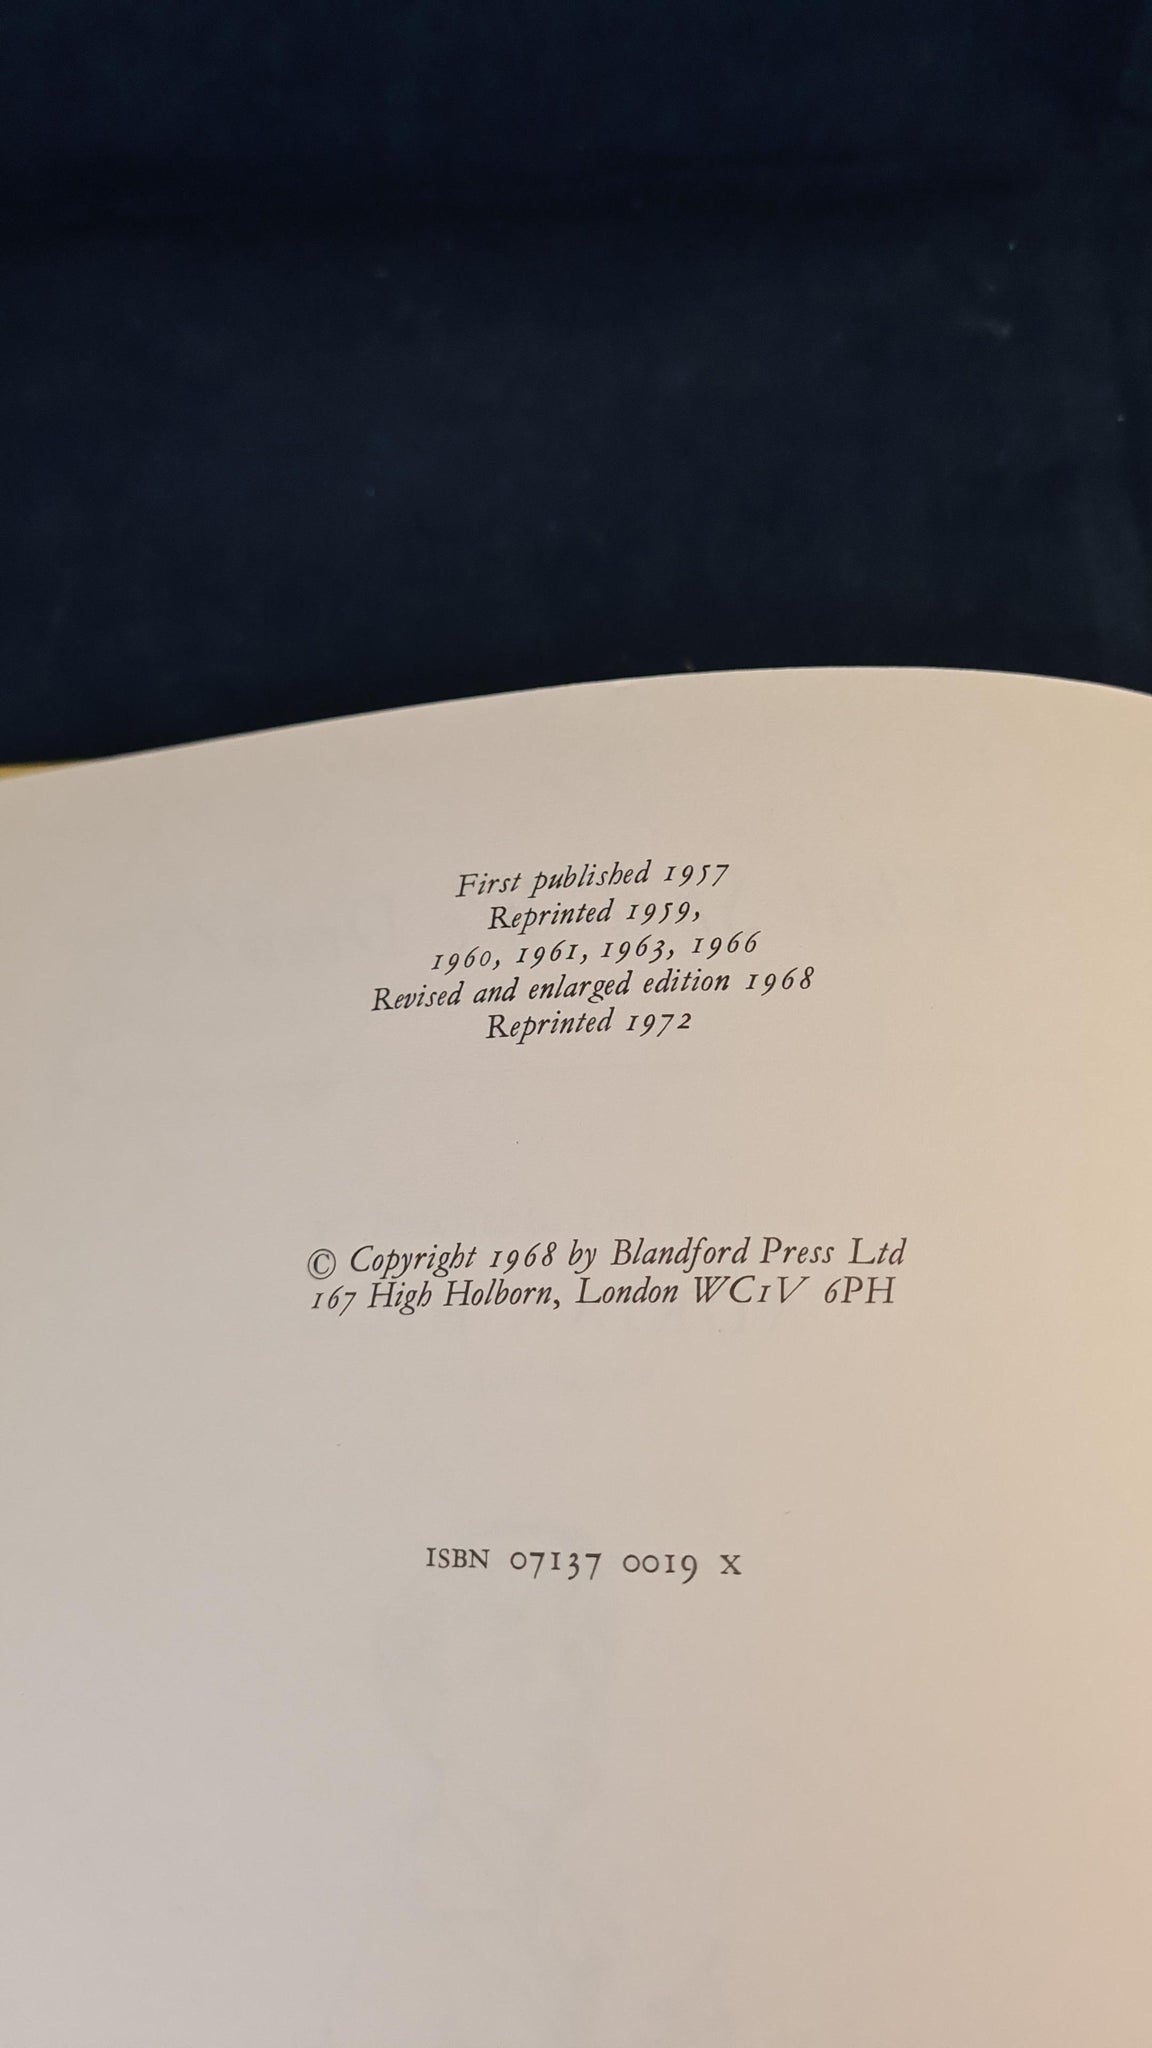 First published 1957
Reprinted 1959,
1960, 1961, 1963, 1966
Revised and enlarged edition 1968
Reprinted 1972
© Copyright 1968 by Blandford Press Ltd
167 High Holborn, London WC1V 6PH
ISBN 07137 0019 X